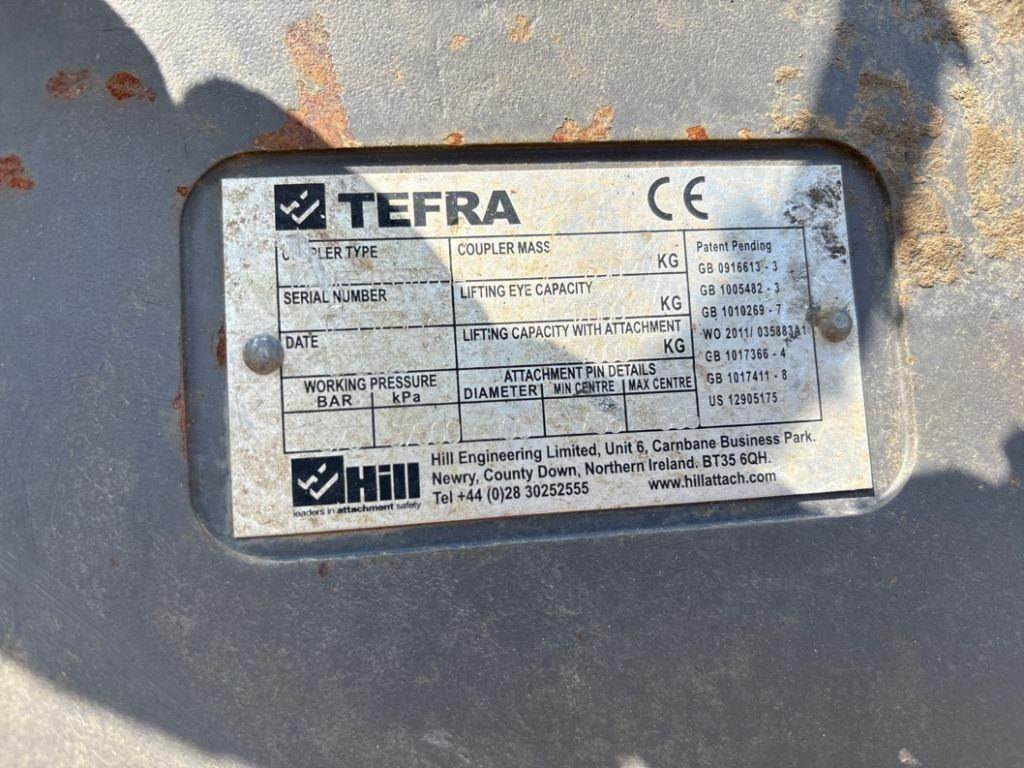 TEFRA CE
COUPLER TYPE
COUPLER MASS
KG
SERIAL NUMBER
LIFTING EYE CAPACITY
KG
DATE
LIFTING CAPACITY WITH ATTACHMENT
KG
WORKING PRESSURE
BAR kPa
ATTACHMENT PIN DETAILS
DIAMETER MIN CENTRE MAX CENTRE
Patent Pending
GB 0916613 - 3
GB 1005482 - 3
GB 1010269 - 7
WO 2011/ 035883A1
GB 1017366 - 4
GB 1017411 - 8
US 12905175
Hill
leaders in attachment safety
Hill Engineering Limited, Unit 6, Carnbane Business Park.
Newry, County Down, Northern Ireland. BT35 6QH.
Tel +44 (0)28 30252555 www.hillattach.com